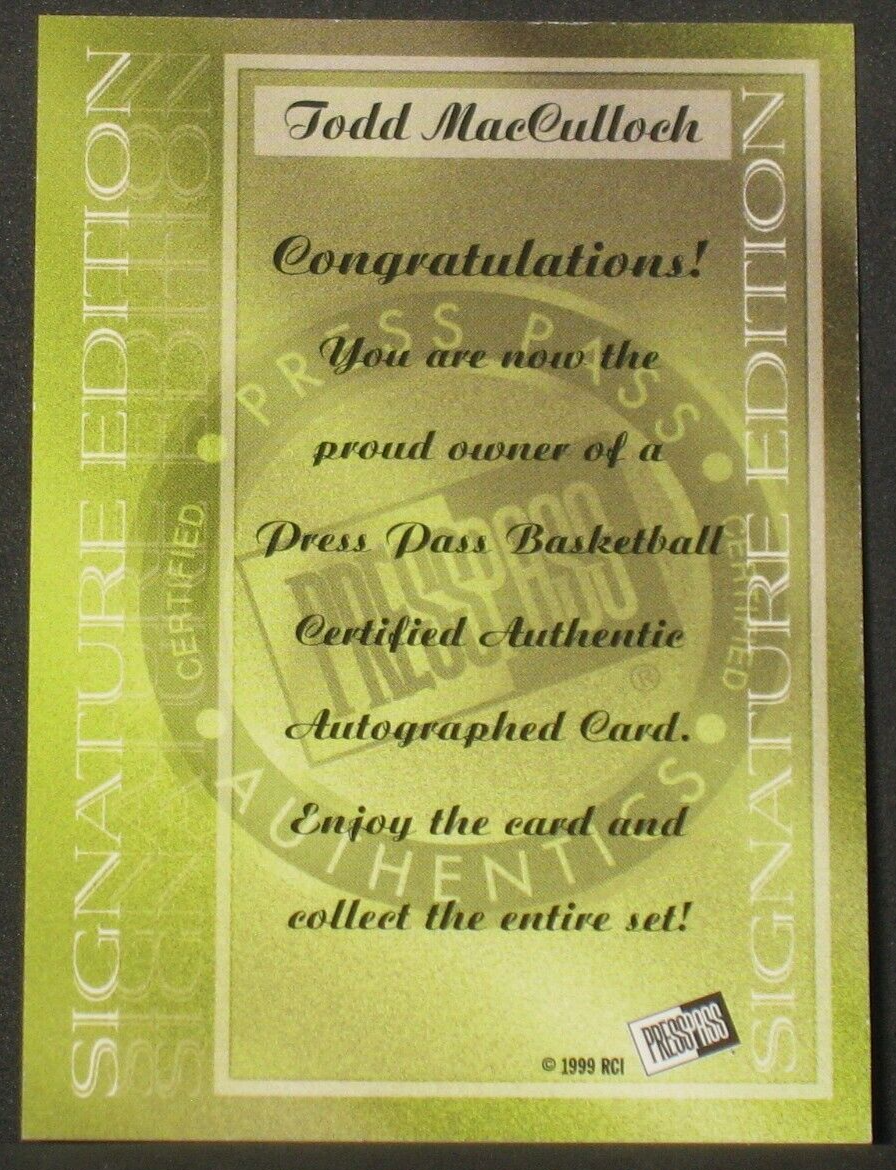 SIGNATURE EDITION
SIGNATURE EDITION
Todd MacCulloch
Congratulations!
You are now the
proud owner of a
Press Pass Basketball
Certified Authentic
Autographed Card.
Enjoy the card and
collect the entire set!
PRESS PASS
CERTIFIED
PRESS PASS
®
CERTIFIED
AUTHENTICS
© 1999 RCI
PRESS PASS
SIGNATURE EDITION